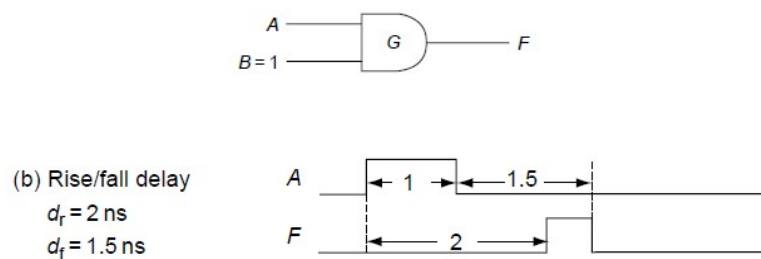 A
G
F
B = 1
(b) Rise/fall delay
A
1
1.5
dr = 2 ns
F
2
df = 1.5 ns